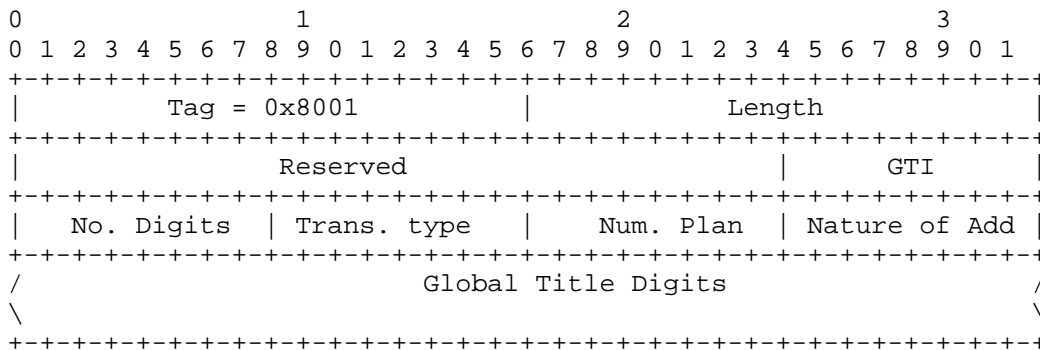 0                   1                   2                   3
0 1 2 3 4 5 6 7 8 9 0 1 2 3 4 5 6 7 8 9 0 1 2 3 4 5 6 7 8 9 0 1
+-+-+-+-+-+-+-+-+-+-+-+-+-+-+-+-+-+-+-+-+-+-+-+-+-+-+-+-+-+-+-+-+
|         Tag = 0x8001          |            Length             |
+-+-+-+-+-+-+-+-+-+-+-+-+-+-+-+-+-+-+-+-+-+-+-+-+-+-+-+-+-+-+-+-+
|                Reserved                       |      GTI      |
+-+-+-+-+-+-+-+-+-+-+-+-+-+-+-+-+-+-+-+-+-+-+-+-+-+-+-+-+-+-+-+-+
|   No. Digits  | Trans. type   |    Num. Plan  | Nature of Add |
+-+-+-+-+-+-+-+-+-+-+-+-+-+-+-+-+-+-+-+-+-+-+-+-+-+-+-+-+-+-+-+-+
/                         Global Title Digits                   /
\                                                               \
+-+-+-+-+-+-+-+-+-+-+-+-+-+-+-+-+-+-+-+-+-+-+-+-+-+-+-+-+-+-+-+-+